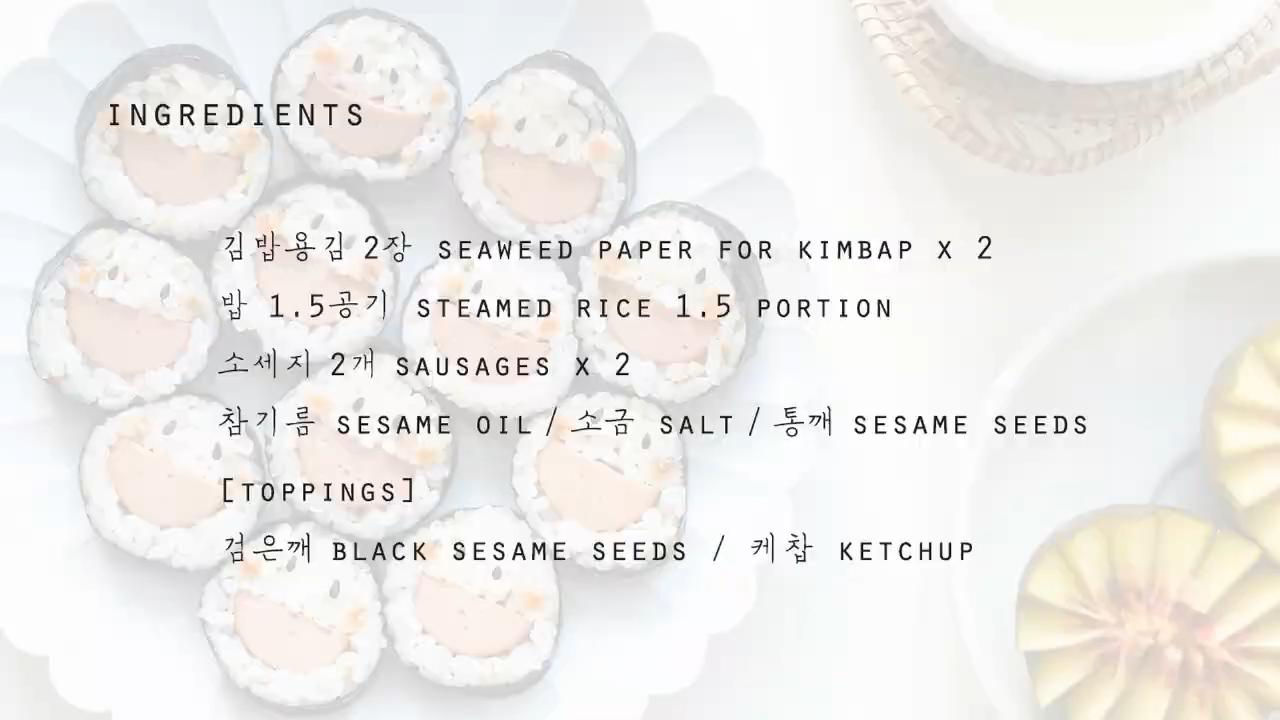 INGREDIENTS
김밥용김 2장 SEAWEED PAPER FOR KIMBAP X 2
밥 1.5공기 STEAMED RICE 1.5 PORTION
소세지 2개 SAUSAGES X 2
참기름 SESAME OIL / 소금 SALT / 통깨 SESAME SEEDS
[TOPPINGS]
검은깨 BLACK SESAME SEEDS / 케찹 KETCHUP